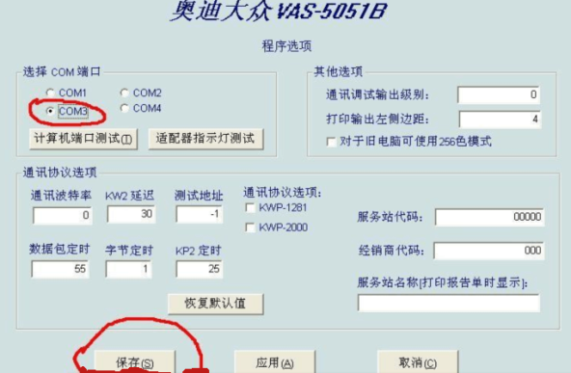 奥迪大众 VAS-5051B
程序选项
选择 COM 端口
COM1 COM2
COM3 COM4
计算机端口测试(T) 适配器指示灯测试
其他选项
通讯调试输出级别: 0
打印输出左侧边距: 4
对于旧电脑可使用256色模式
通讯协议选项
通讯波特率 KW2 延迟 测试地址
0 30 -1
数据包定时 字节定时 KP2 定时
55 1 25
通讯协议选项:
KWP-1281
KWP-2000
恢复默认值
服务站代码: 00000
经销商代码: 000
服务站名称(打印报告单时显示):
保存(S) 应用(A) 取消(C)